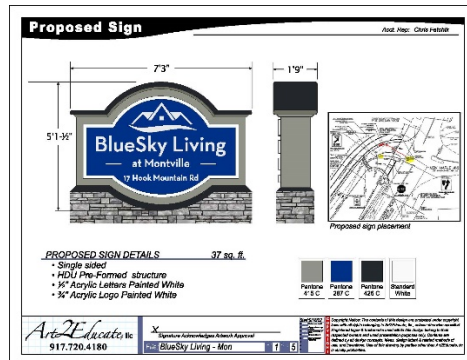 Proposed Sign
Acct. Rep: Chris Fatchik
7'3"
1'9"
5'1-½"
BlueSky Living
at Montville
17 Hook Mountain Rd
Proposed sign placement
PROPOSED SIGN DETAILS 37 sq. ft.
• Single sided
• HDU Pre-Formed structure
• ¼" Acrylic Letters Painted White
• ¾" Acrylic Logo Painted White
Pantone
415 C
Pantone
287 C
Pantone
426 C
Standard
White
Art2Educate, llc
917.720.4180
X
Signature Acknowledges Artwork Approval
BlueSky Living - Mon
1 5